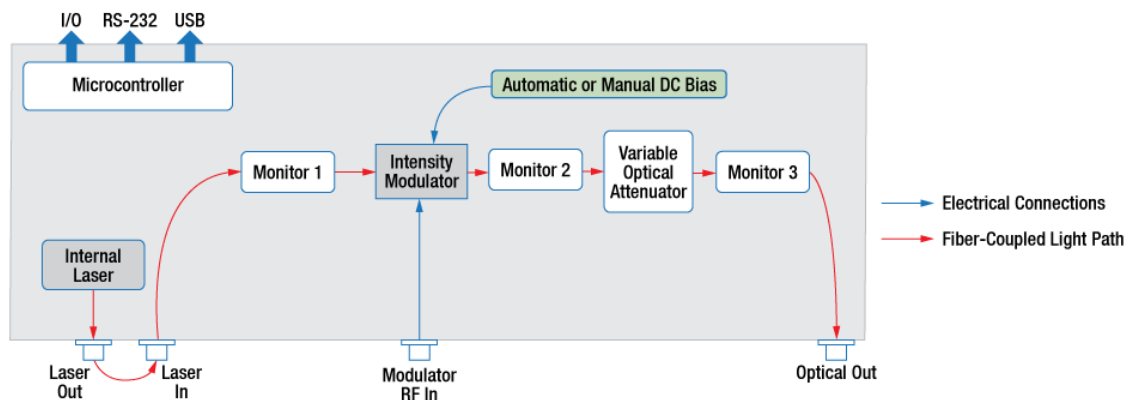 I/O RS-232 USB
Microcontroller
Automatic or Manual DC Bias
Monitor 1
Intensity
Modulator
Monitor 2
Variable
Optical
Attenuator
Monitor 3
Electrical Connections
Fiber-Coupled Light Path
Internal
Laser
Laser
Out
Laser
In
Modulator
RF In
Optical Out